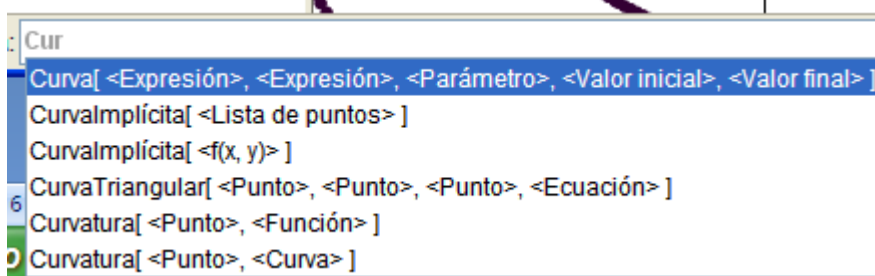 : Cur
Curva[ <Expresión>, <Expresión>, <Parámetro>, <Valor inicial>, <Valor final> ]
CurvaImplícita[ <Lista de puntos> ]
CurvaImplícita[ <f(x, y)> ]
CurvaTriangular[ <Punto>, <Punto>, <Punto>, <Ecuación> ]
6
Curvatura[ <Punto>, <Función> ]
Curvatura[ <Punto>, <Curva> ]